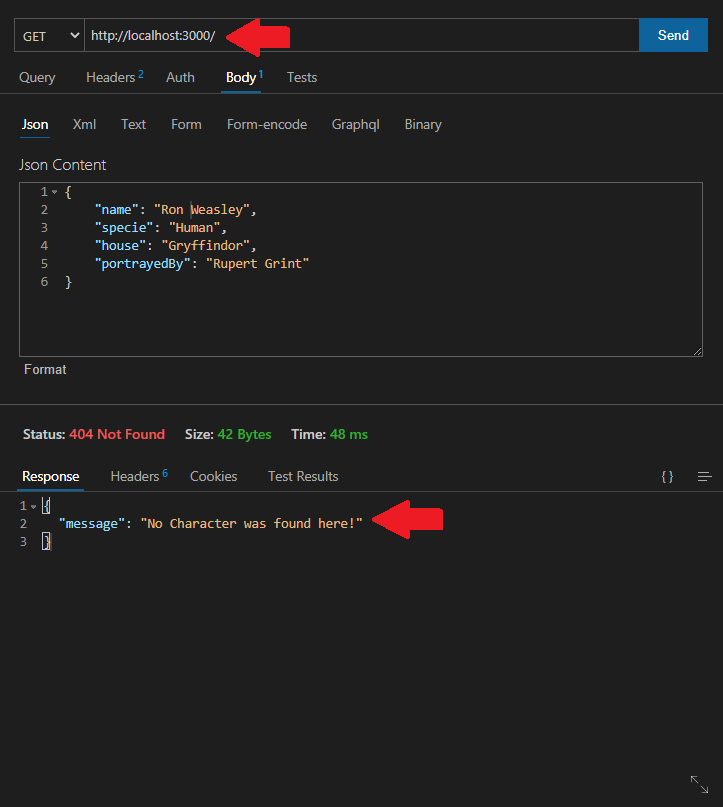 GET http://localhost:3000/ Send
Query Headers 2 Auth Body 1 Tests
Json Xml Text Form Form-encode Graphql Binary
Json Content
1 {
2 "name": "Ron Weasley",
3 "specie": "Human",
4 "house": "Gryffindor",
5 "portrayedBy": "Rupert Grint"
6 }
Format
Status: 404 Not Found Size: 42 Bytes Time: 48 ms
Response Headers 6 Cookies Test Results { }
1 {
2 "message": "No Character was found here!"
3 }